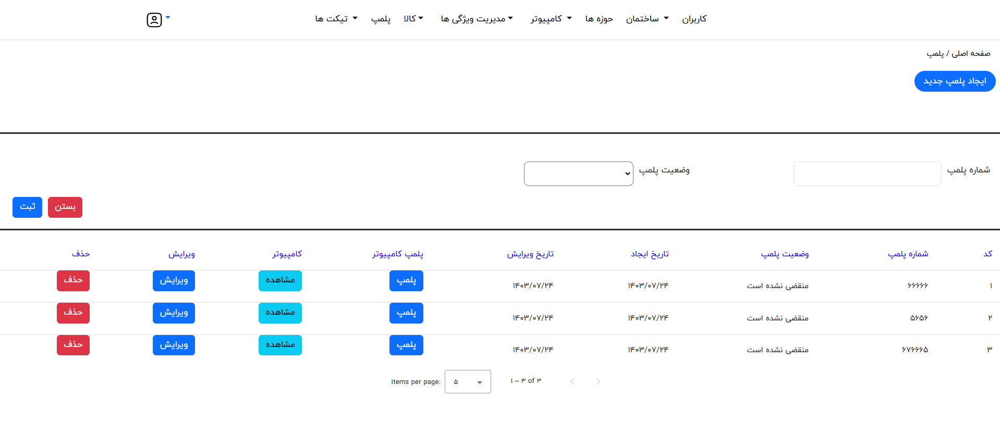 کاربران ساختمان حوزه ها کامپیوتر مدیریت ویژگی ها کالا پلمپ تیکت ها
صفحه اصلی / پلمپ
ایجاد پلمپ جدید
شماره پلمپ وضعیت پلمپ
بستن ثبت
کد شماره پلمپ وضعیت پلمپ تاریخ ایجاد تاریخ ویرایش پلمپ کامپیوتر کامپیوتر ویرایش حذف
۱ ۶۶۶۶۶ منقضی نشده است ۱۴۰۳/۰۷/۲۴ ۱۴۰۳/۰۷/۲۴ پلمپ مشاهده ویرایش حذف
۲ ۵۶۵۶ منقضی نشده است ۱۴۰۳/۰۷/۲۴ ۱۴۰۳/۰۷/۲۴ پلمپ مشاهده ویرایش حذف
۳ ۶۷۶۶۶۵ منقضی نشده است ۱۴۰۳/۰۷/۲۴ ۱۴۰۳/۰۷/۲۴ پلمپ مشاهده ویرایش حذف
Items per page: ۵ ۱ – ۳ of ۳